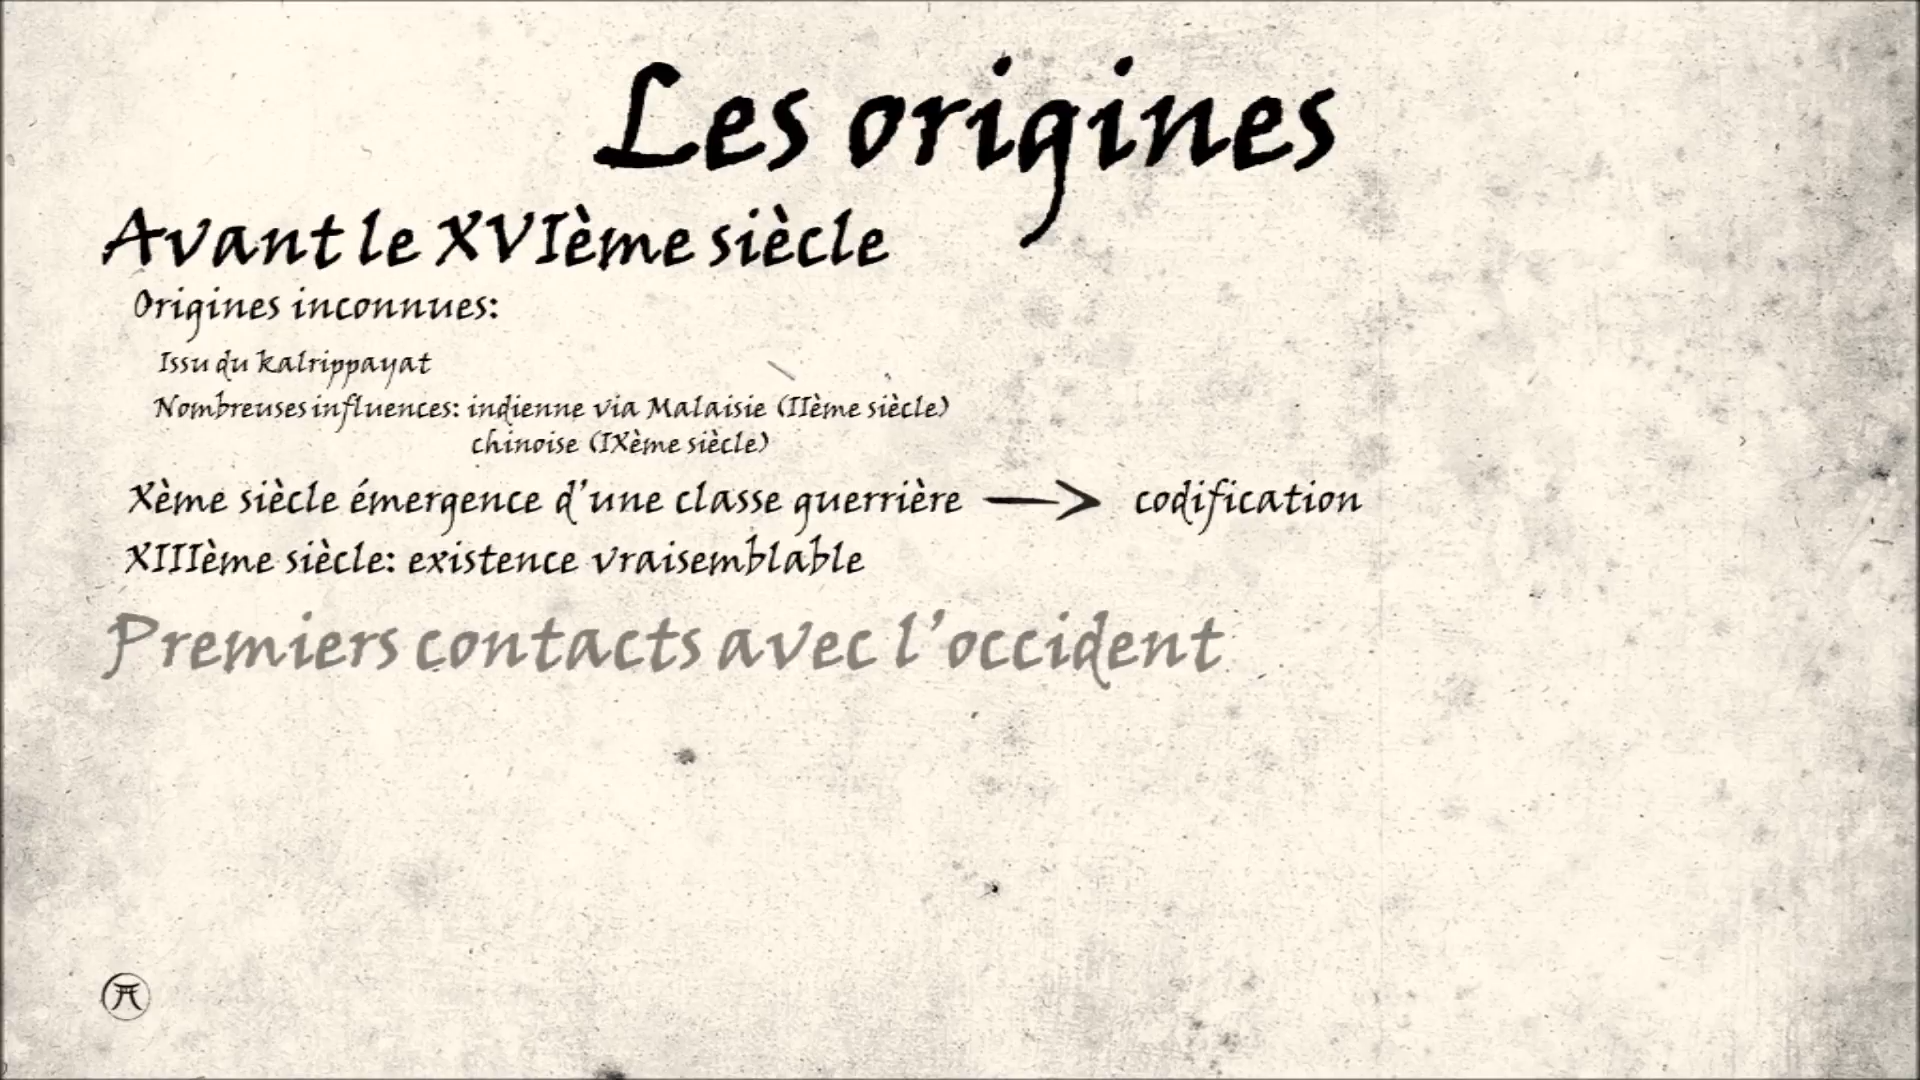 Les origines
Avant le XVIème siècle
Origines inconnues:
Issu du kalrippayat
Nombreuses influences: indienne via Malaisie (IIème siècle)
chinoise (IXème siècle)
Xème siècle émergence d'une classe guerrière → codification
XIIIème siècle: existence vraisemblable
Premiers contacts avec l'occident